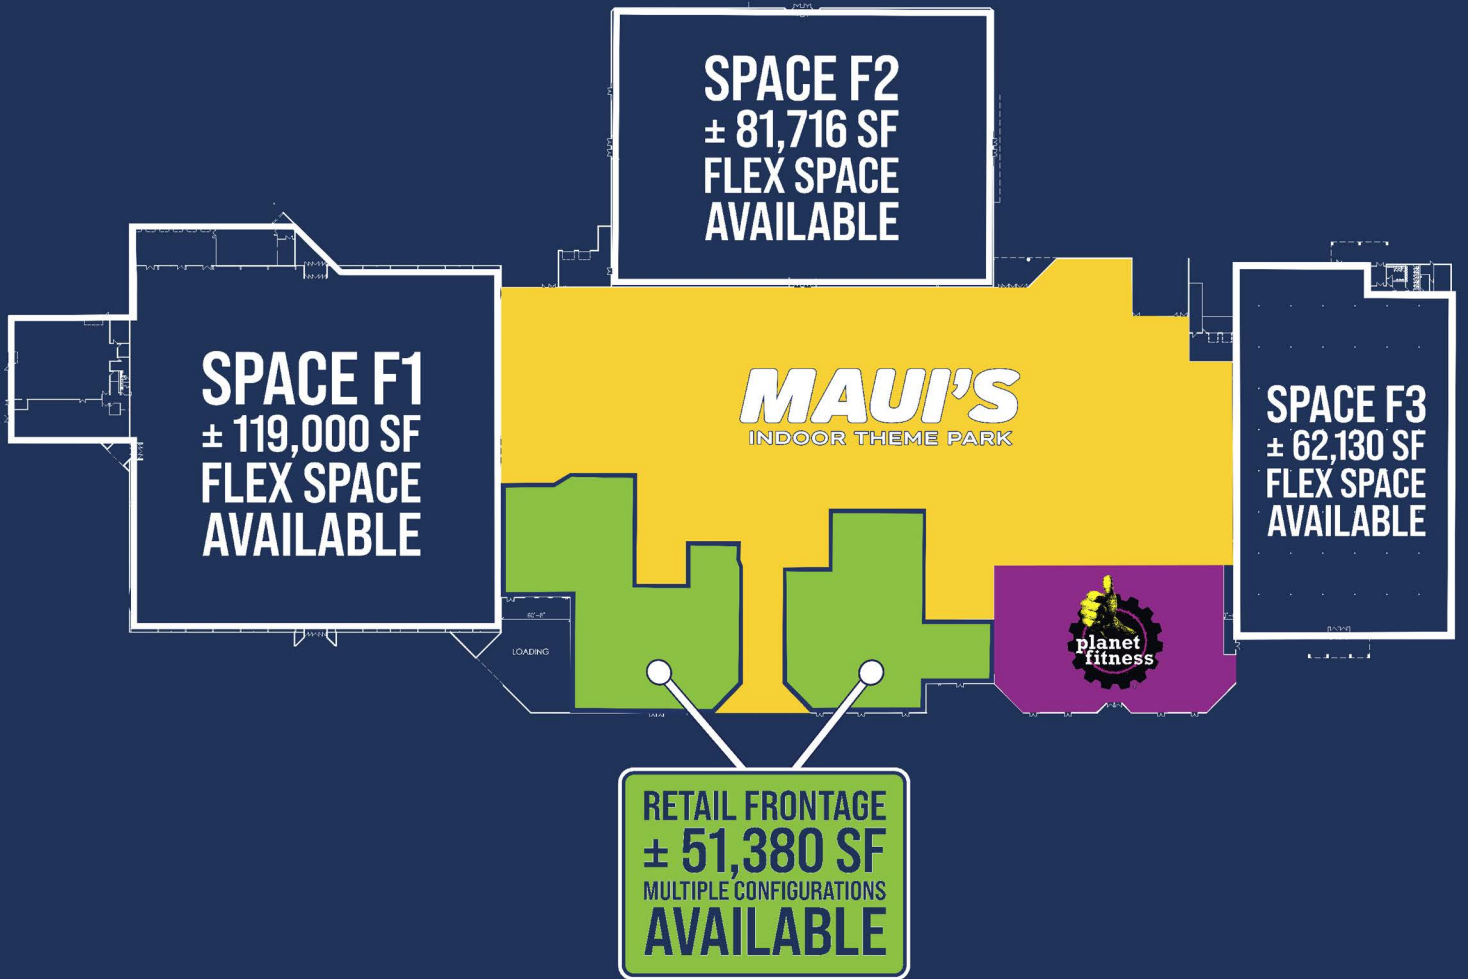 SPACE F2
± 81,716 SF
FLEX SPACE
AVAILABLE
SPACE F1
± 119,000 SF
FLEX SPACE
AVAILABLE
MAUI'S
INDOOR THEME PARK
SPACE F3
± 62,130 SF
FLEX SPACE
AVAILABLE
LOADING
planet
fitness
RETAIL FRONTAGE
± 51,380 SF
MULTIPLE CONFIGURATIONS
AVAILABLE